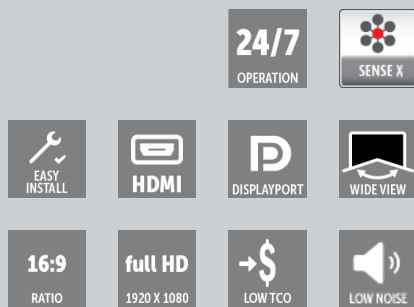 24/7
OPERATION
SENSE X
EASY
INSTALL
HDMI
DISPLAYPORT
WIDE VIEW
16:9
RATIO
full HD
1920 X 1080
LOW TCO
LOW NOISE